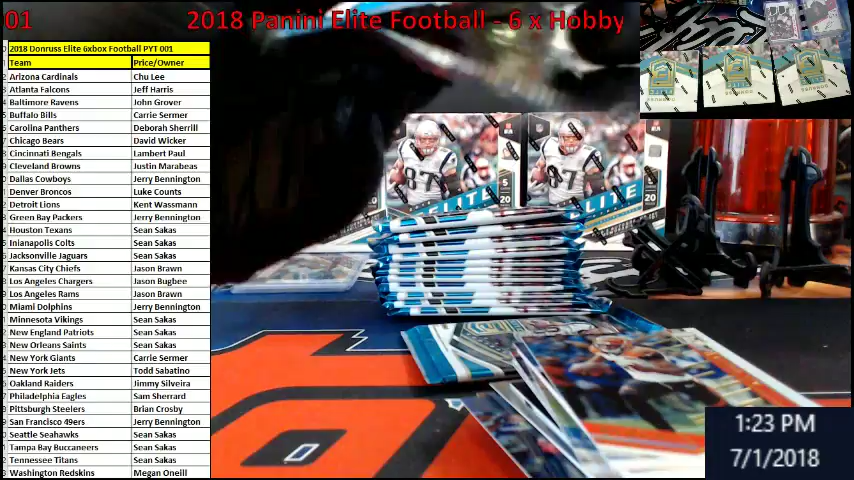 01
2018 Panini Elite Football - 6 x Hobby
2018 Donruss Elite 6xbox Football PYT 001
Team Price/Owner
Arizona Cardinals Chu Lee
Atlanta Falcons Jeff Harris
Baltimore Ravens John Grover
Buffalo Bills Carrie Sermer
Carolina Panthers Deborah Sherrill
Chicago Bears David Wicker
Cincinnati Bengals Lambert Paul
Cleveland Browns Justin Marabeas
Dallas Cowboys Jerry Bennington
Denver Broncos Luke Counts
Detroit Lions Kent Wassmann
Green Bay Packers Jerry Bennington
Houston Texans Sean Sakas
Inianapolis Colts Sean Sakas
Jacksonville Jaguars Sean Sakas
Kansas City Chiefs Jason Brawn
Los Angeles Chargers Jason Bugbee
Los Angeles Rams Jason Brawn
Miami Dolphins Jerry Bennington
Minnesota Vikings Sean Sakas
New England Patriots Sean Sakas
New Orleans Saints Sean Sakas
New York Giants Carrie Sermer
New York Jets Todd Sabatino
Oakland Raiders Jimmy Silveira
Philadelphia Eagles Sam Sherrard
Pittsburgh Steelers Brian Crosby
San Francisco 49ers Jerry Bennington
Seattle Seahawks Sean Sakas
Tampa Bay Buccaneers Sean Sakas
Tennessee Titans Sean Sakas
Washington Redskins Megan Oneill
87
87
5
20
5
20
ELITE
ELITE
1:23 PM
7/1/2018